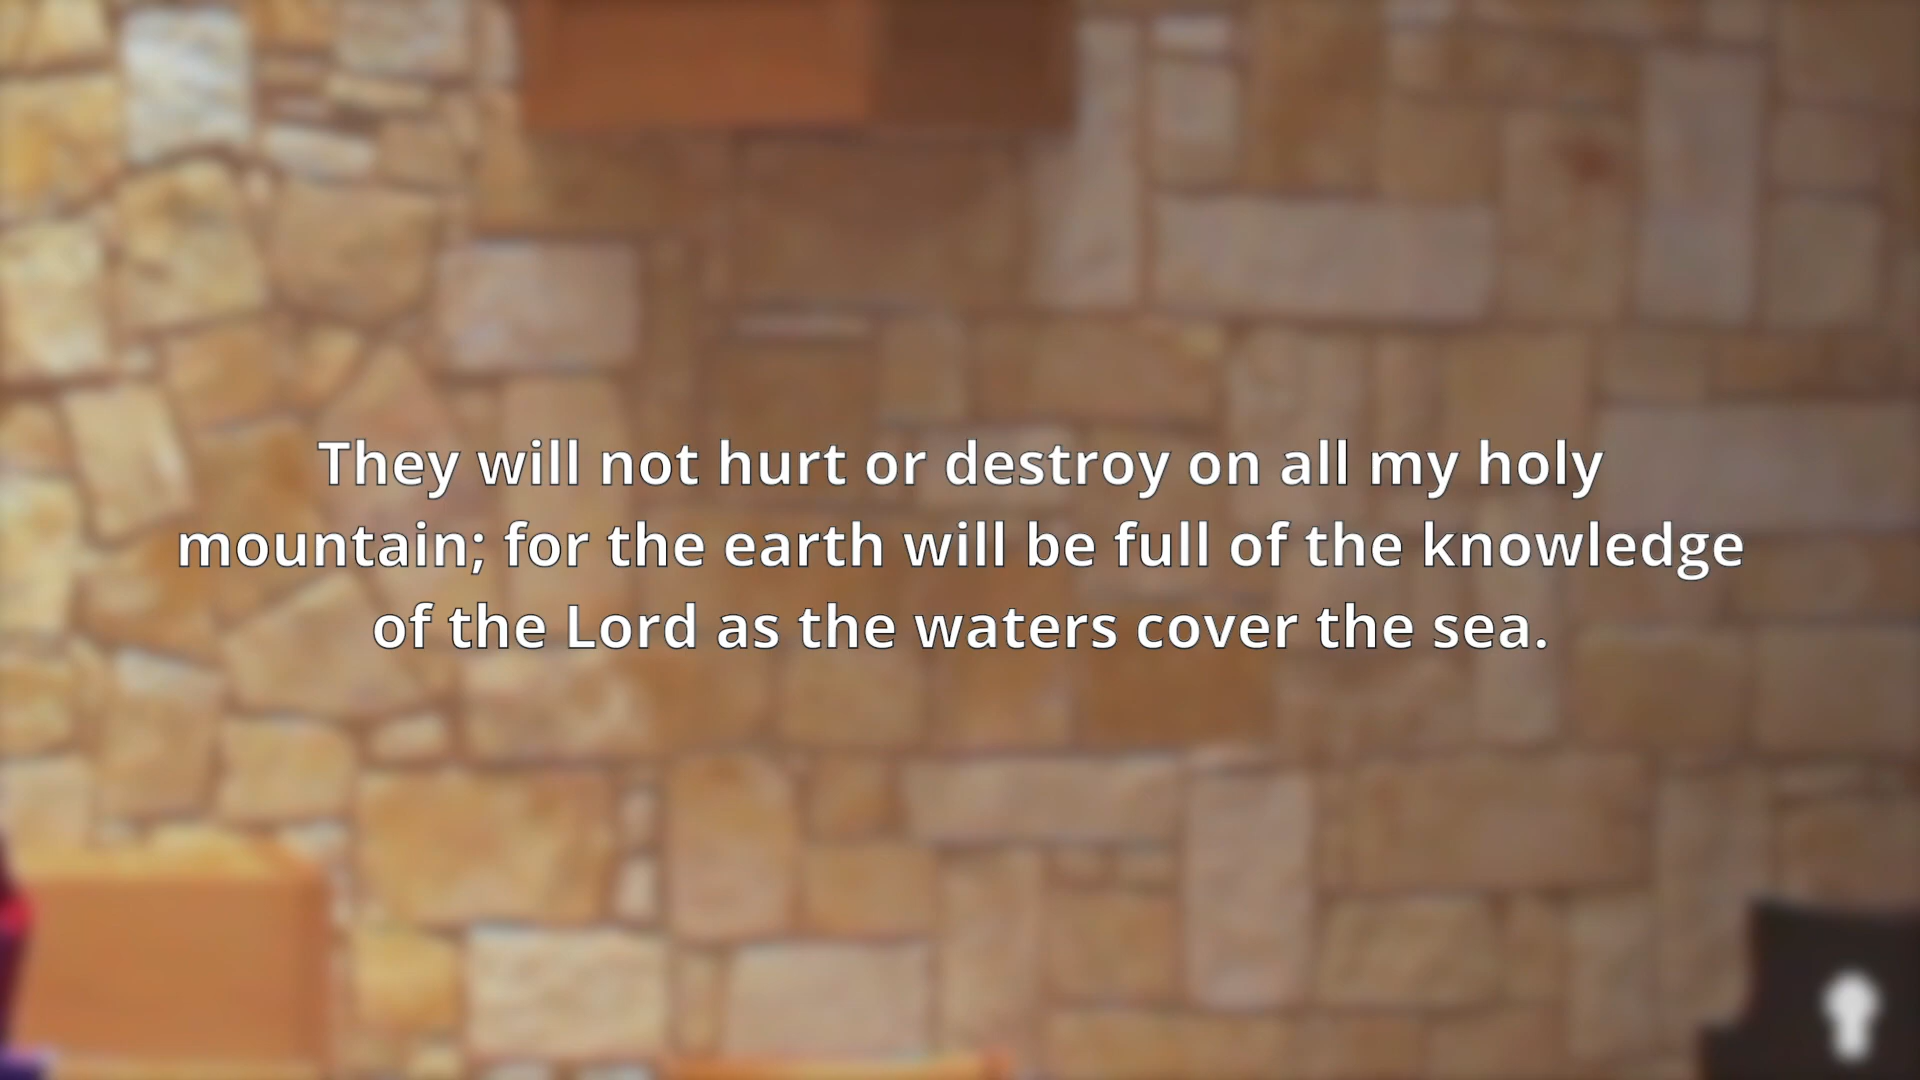 They will not hurt or destroy on all my holy
mountain; for the earth will be full of the knowledge
of the Lord as the waters cover the sea.